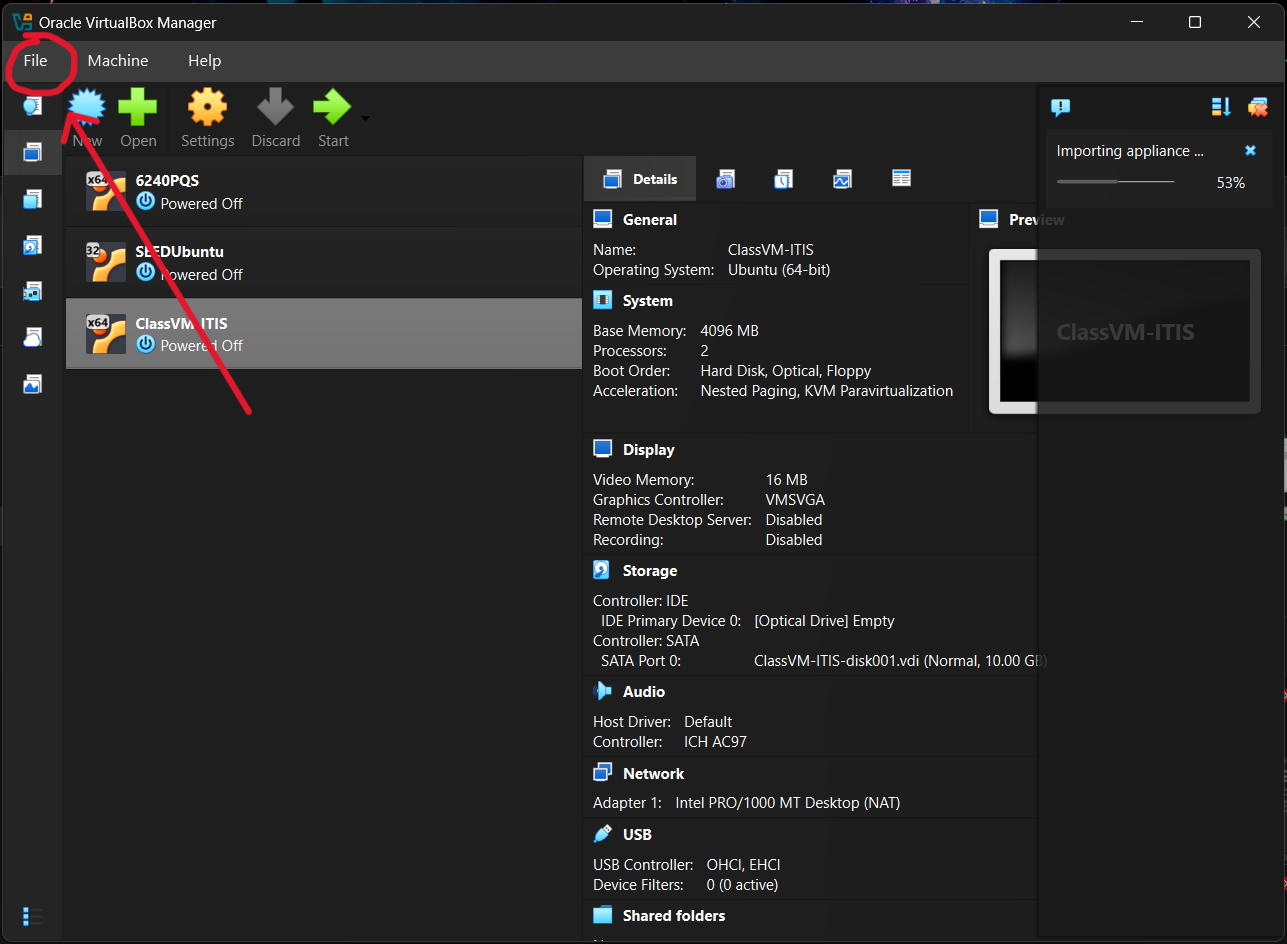 Oracle VirtualBox Manager
File Machine Help
New Open Settings Discard Start
Importing appliance ...
53%
x64 6240PQS
Powered Off
32 SEEDUbuntu
Powered Off
x64 ClassVM-ITIS
Powered Off
Details
General
Name: ClassVM-ITIS
Operating System: Ubuntu (64-bit)
Preview
ClassVM-ITIS
System
Base Memory: 4096 MB
Processors: 2
Boot Order: Hard Disk, Optical, Floppy
Acceleration: Nested Paging, KVM Paravirtualization
Display
Video Memory: 16 MB
Graphics Controller: VMSVGA
Remote Desktop Server: Disabled
Recording: Disabled
Storage
Controller: IDE
IDE Primary Device 0: [Optical Drive] Empty
Controller: SATA
SATA Port 0: ClassVM-ITIS-disk001.vdi (Normal, 10.00 GB)
Audio
Host Driver: Default
Controller: ICH AC97
Network
Adapter 1: Intel PRO/1000 MT Desktop (NAT)
USB
USB Controller: OHCI, EHCI
Device Filters: 0 (0 active)
Shared folders